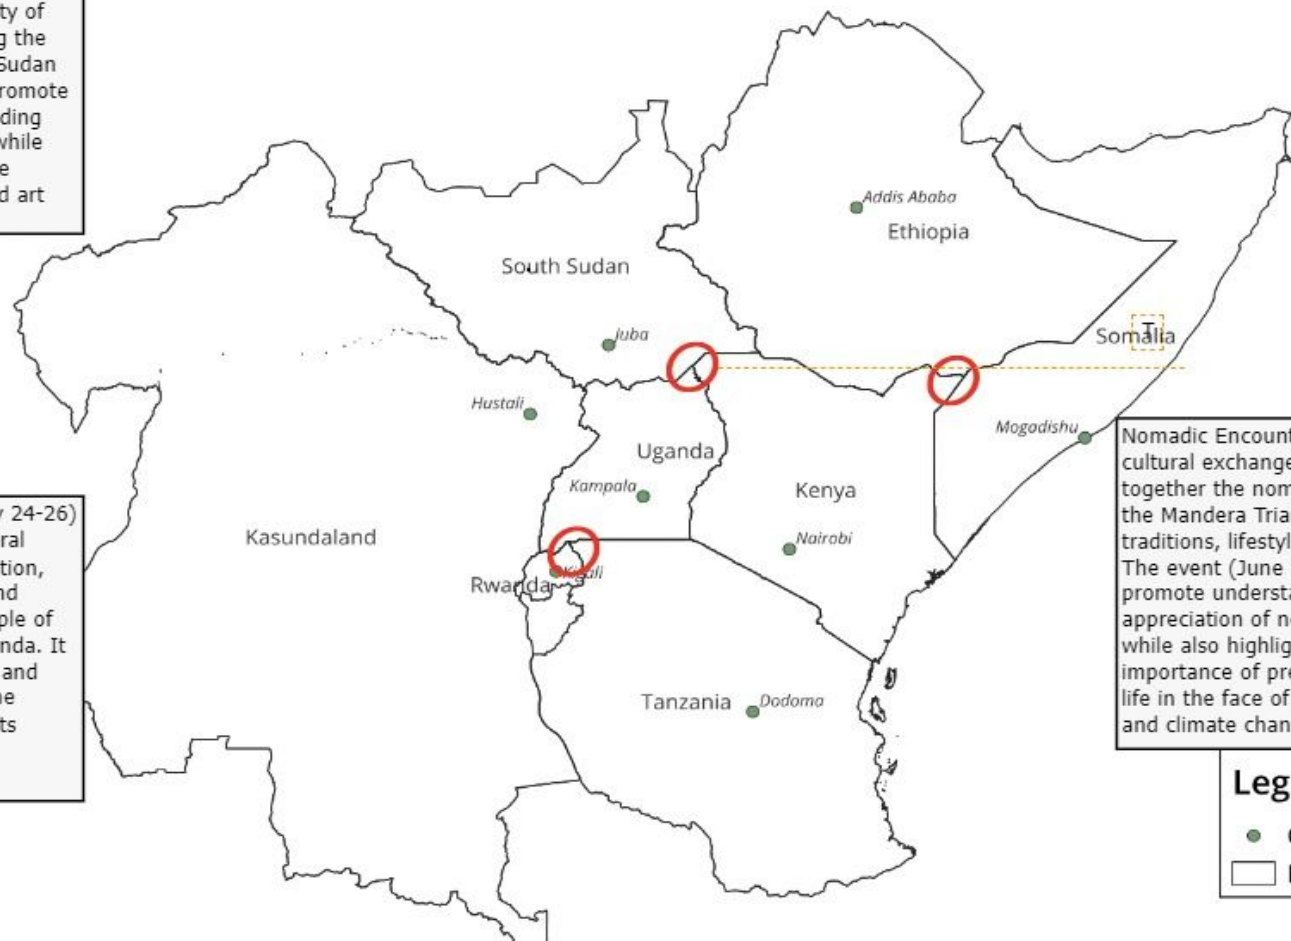 ty of
g the
Sudan
romote
ding
while
e
d art
Addis Ababa
Ethiopia
South Sudan
Juba
Somalia
T
Hustali
Mogadishu
Uganda
Kampala
Kenya
Nairobi
Kasundaland
Kigali
Rwanda
Tanzania
Dodoma
y 24-26)
ral
tion,
nd
ple of
nda. It
and
ne
ts
Nomadic Encount
cultural exchange
together the nom
the Mandera Tria
traditions, lifestyl
The event (June
promote understa
appreciation of n
while also highlig
importance of pre
life in the face of
and climate chan
Leg